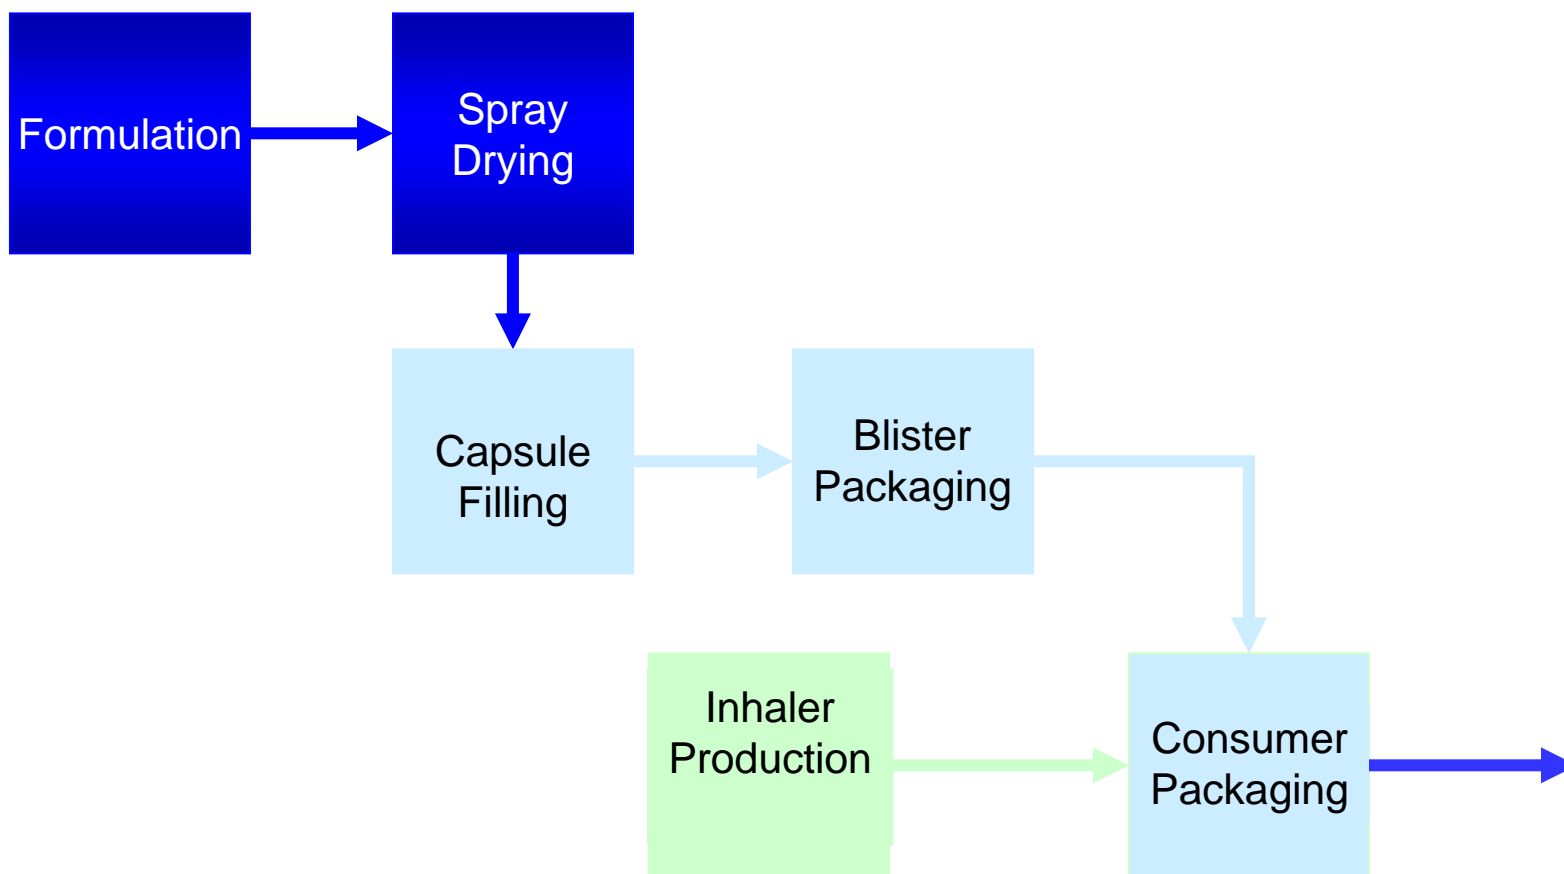 Formulation
Spray
Drying
Capsule
Filling
Blister
Packaging
Inhaler
Production
Consumer
Packaging